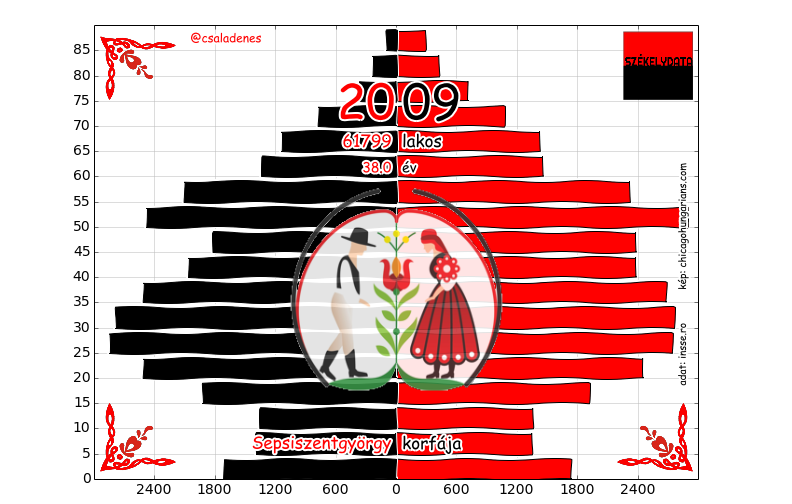 @csaladenes
SZÉKELYDATA
2009
61799 lakos
38.0 év
kép: chicagohungarians.com
adat: insse.ro
Sepsiszentgyörgy korfája
85
80
75
70
65
60
55
50
45
40
35
30
25
20
15
10
5
0
2400 1800 1200 600 0 600 1200 1800 2400